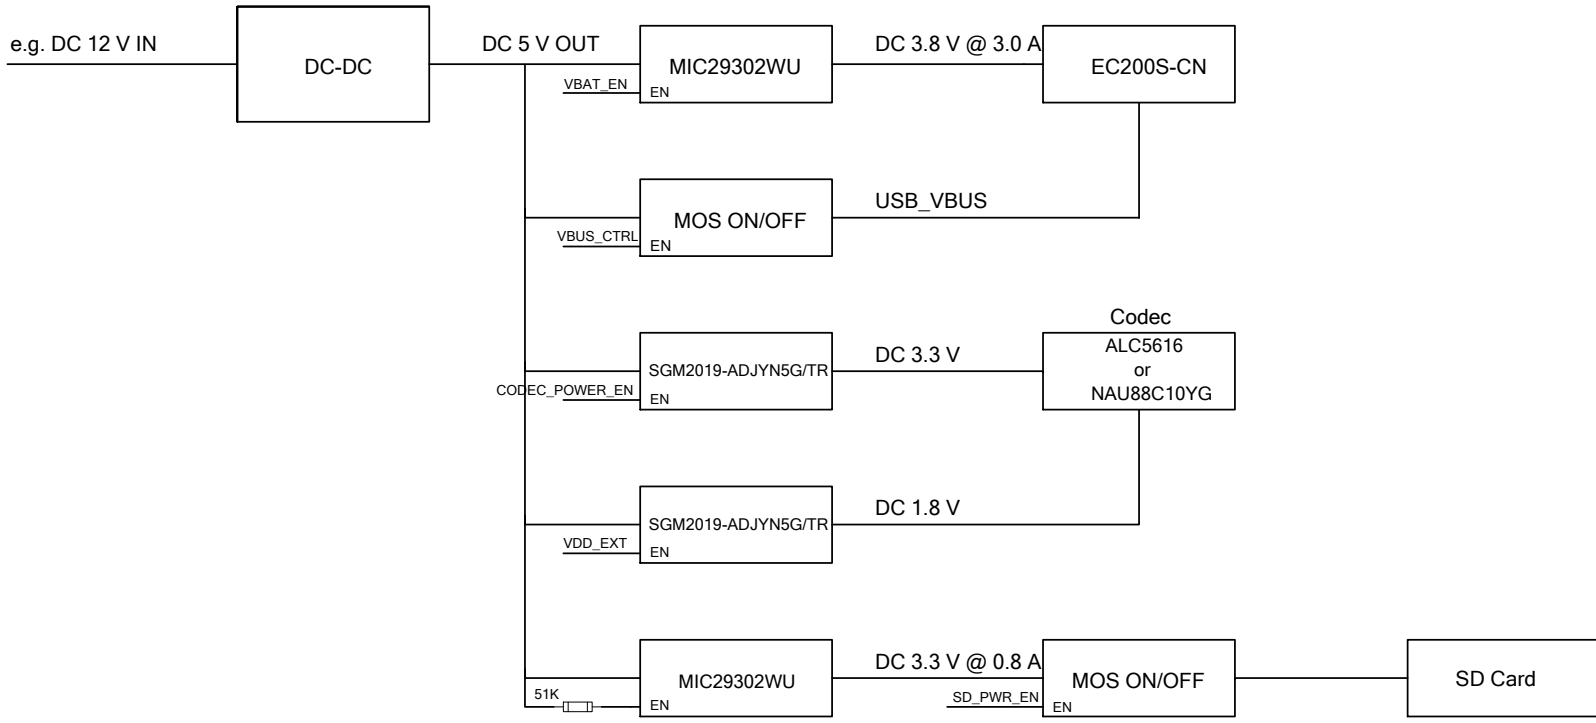 e.g. DC 12 V IN
DC-DC
DC 5 V OUT
MIC29302WU
VBAT_EN
EN
DC 3.8 V @ 3.0 A
EC200S-CN
MOS ON/OFF
VBUS_CTRL
EN
USB_VBUS
SGM2019-ADJYN5G/TR
CODEC_POWER_EN
EN
DC 3.3 V
Codec
ALC5616
or
NAU88C10YG
SGM2019-ADJYN5G/TR
VDD_EXT
EN
DC 1.8 V
51K
MIC29302WU
EN
DC 3.3 V @ 0.8 A
SD_PWR_EN
MOS ON/OFF
EN
SD Card